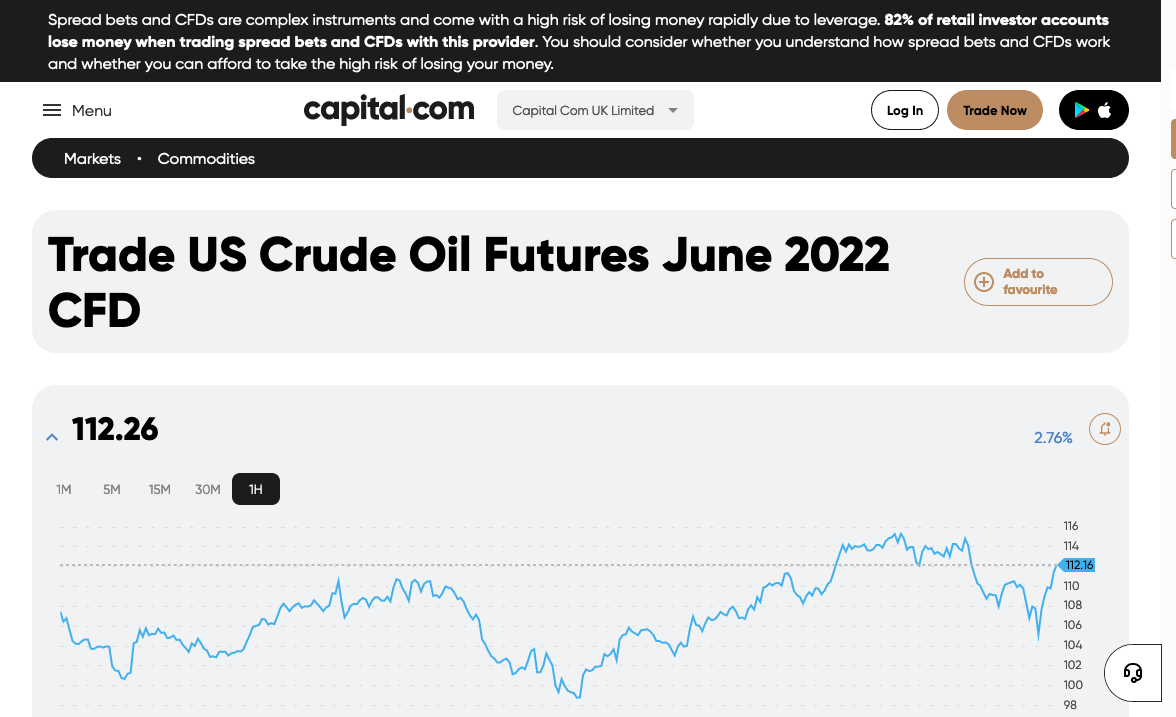 Spread bets and CFDs are complex instruments and come with a high risk of losing money rapidly due to leverage. 82% of retail investor accounts
lose money when trading spread bets and CFDs with this provider. You should consider whether you understand how spread bets and CFDs work
and whether you can afford to take the high risk of losing your money.
Menu
capital.com
Capital Com UK Limited
Log In
Trade Now
Markets • Commodities
Trade US Crude Oil Futures June 2022
CFD
Add to
favourite
112.26
2.76%
1M 5M 15M 30M 1H
116
114
112.16
110
108
106
104
102
100
98